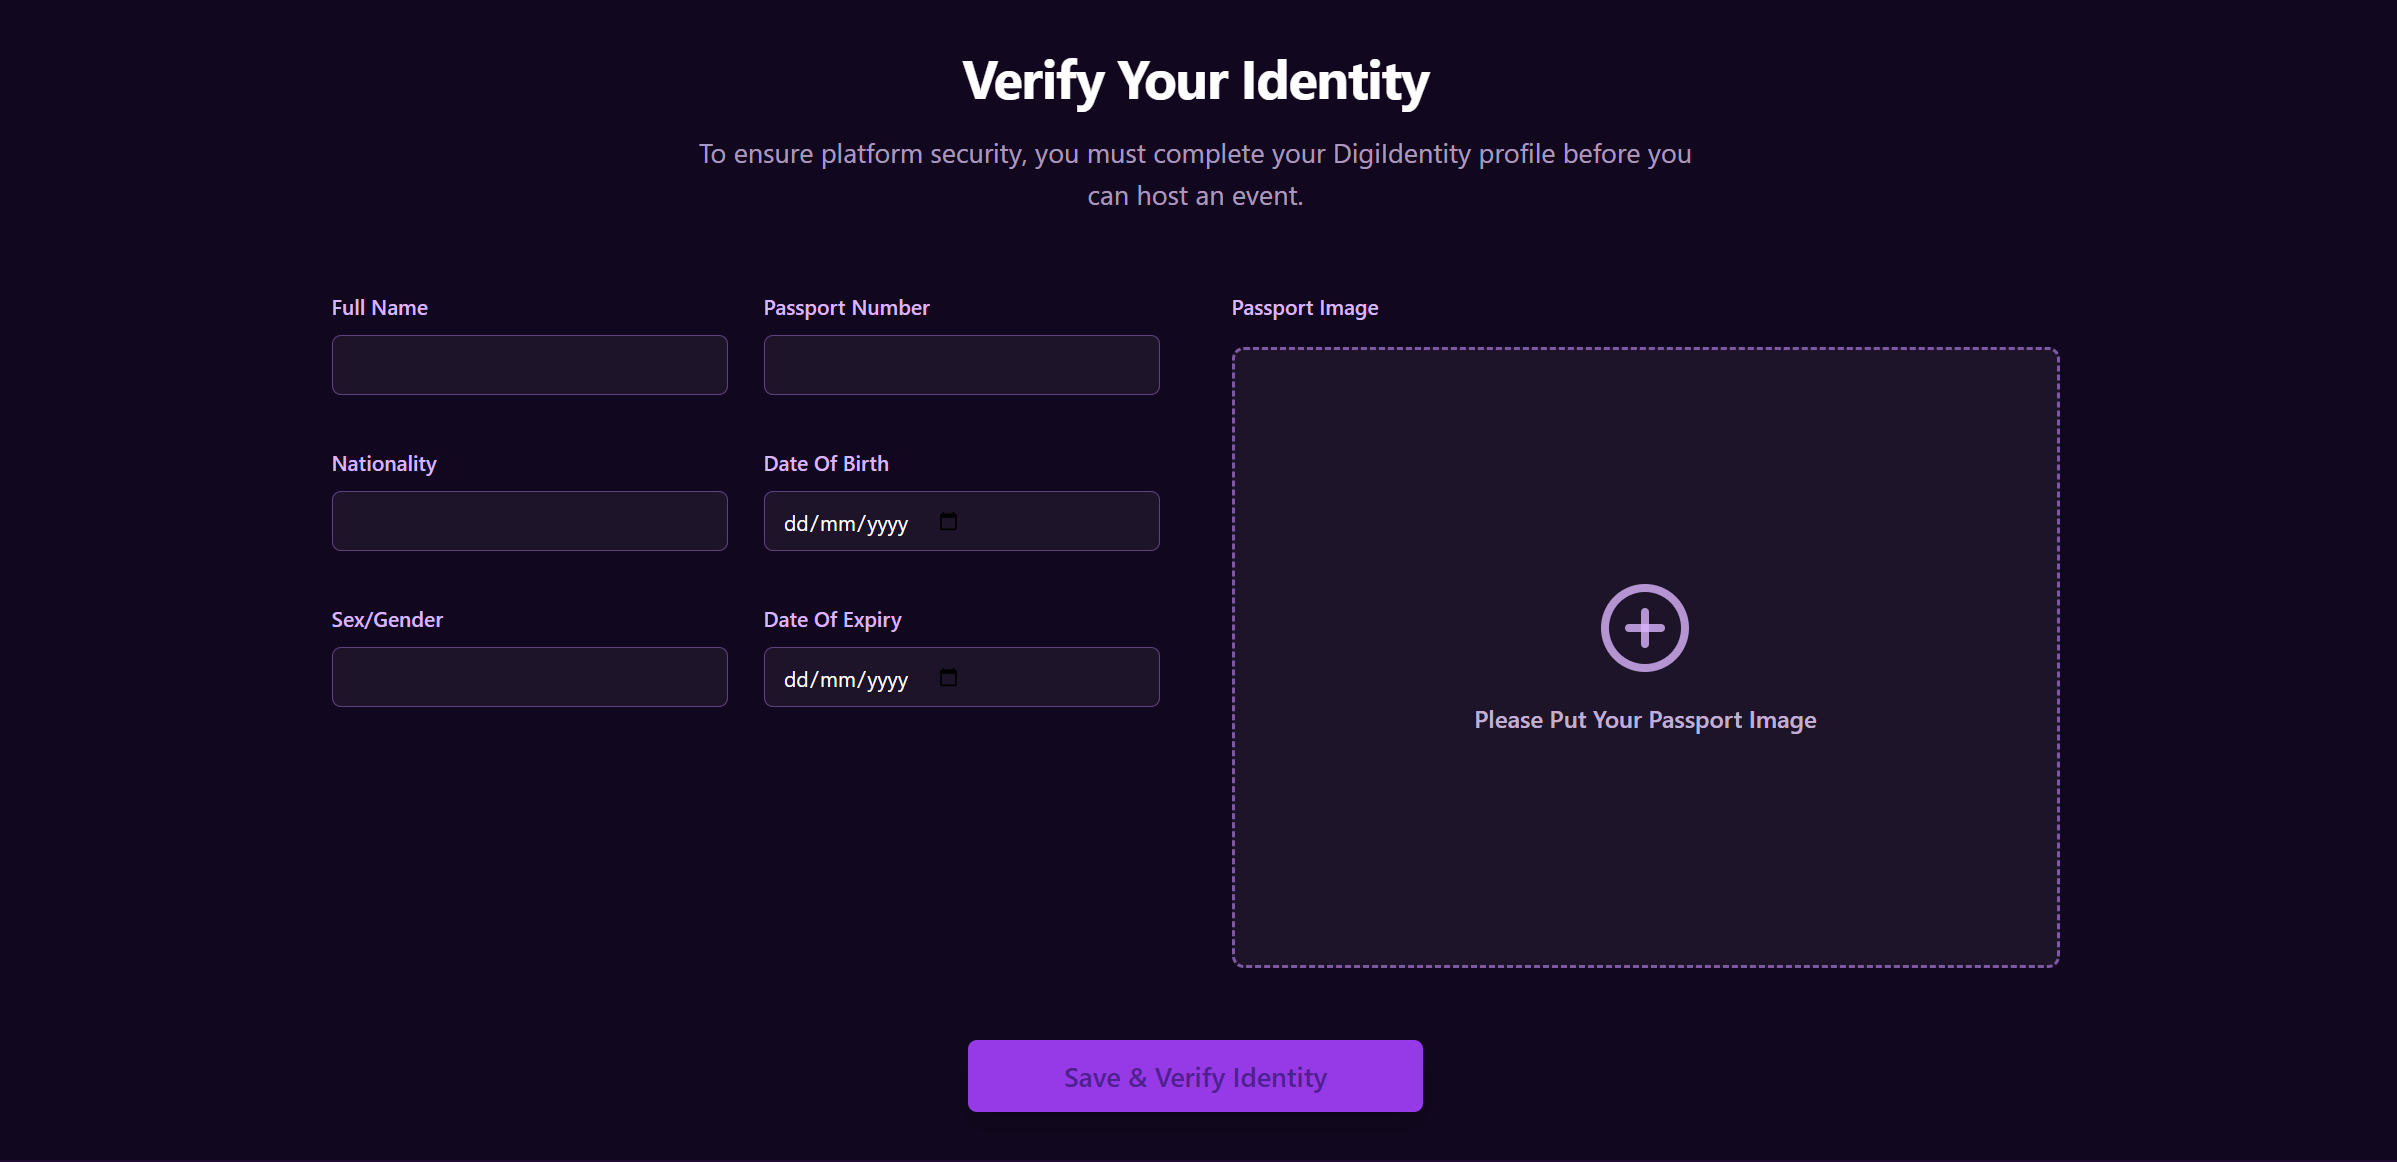 Verify Your Identity
To ensure platform security, you must complete your DigiIdentity profile before you
can host an event.
Full Name
Passport Number
Passport Image
Nationality
Date Of Birth
dd/mm/yyyy
Sex/Gender
Date Of Expiry
dd/mm/yyyy
Please Put Your Passport Image
Save & Verify Identity